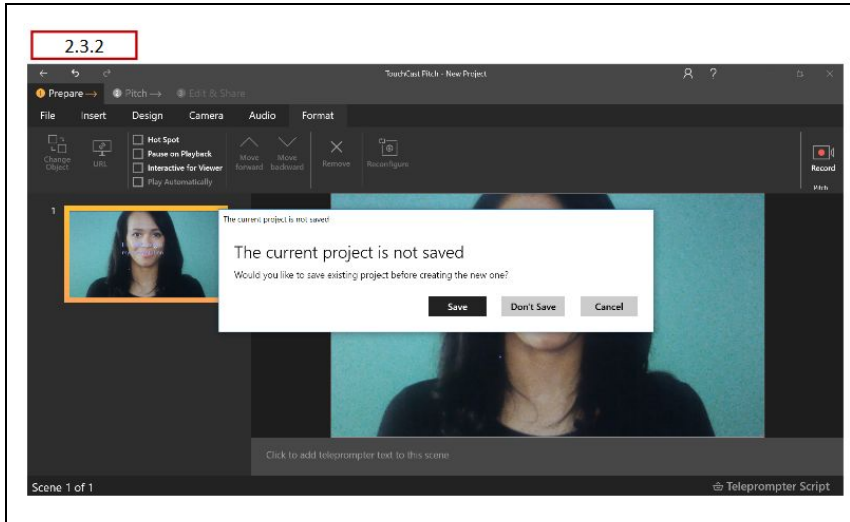 2.3.2
TouchCast Pitch - New Project
?
Prepare → Pitch → Edit & Share
File Insert Design Camera Audio Format
Hot Spot
Pause on Playback
Interactive for Viewer
Play Automatically
Change
Object
URL
Move
forward
Move
backward
Remove
Reconfigure
Record
Pitch
1
The current project is not saved
The current project is not saved
Would you like to save existing project before creating the new one?
Save Don't Save Cancel
Click to add teleprompter text to this scene
Scene 1 of 1
Teleprompter Script